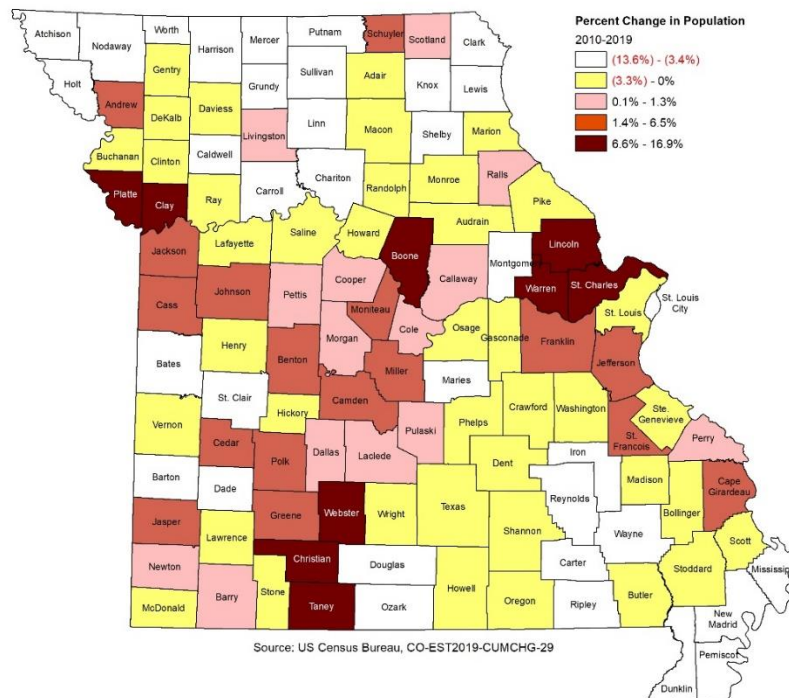 Percent Change in Population
2010-2019
(13.6%) - (3.4%)
(3.3%) - 0%
0.1% - 1.3%
1.4% - 6.5%
6.6% - 16.9%
Atchison
Nodaway
Worth
Harrison
Mercer
Putnam
Schuyler
Scotland
Clark
Holt
Gentry
Sullivan
Adair
Knox
Lewis
Andrew
DeKalb
Daviess
Grundy
Livingston
Linn
Macon
Shelby
Marion
Buchanan
Clinton
Caldwell
Chariton
Ralls
Platte
Clay
Ray
Carroll
Randolph
Monroe
Pike
Audrain
Jackson
Lafayette
Saline
Howard
Boone
Callaway
Montgome
Lincoln
Warren
St. Charles
St. Louis
St. Louis
City
Cass
Johnson
Pettis
Cooper
Moniteau
Cole
Osage
Gasconade
Franklin
Jefferson
Bates
Henry
Benton
Morgan
Miller
Maries
St. Clair
Camden
Crawford
Washington
Ste.
Genevieve
Vernon
Hickory
Pulaski
Phelps
St.
Francois
Perry
Cedar
Polk
Dallas
Laclede
Dent
Iron
Barton
Dade
Reynolds
Madison
Cape
Girardeau
Jasper
Greene
Webster
Wright
Texas
Shannon
Wayne
Bollinger
Lawrence
Scott
Newton
Christian
Douglas
Carter
Stoddard
Mississip
McDonald
Barry
Stone
Taney
Ozark
Howell
Oregon
Ripley
Butler
New
Madrid
Pemiscot
Dunklin
Source: US Census Bureau, CO-EST2019-CUMCHG-29